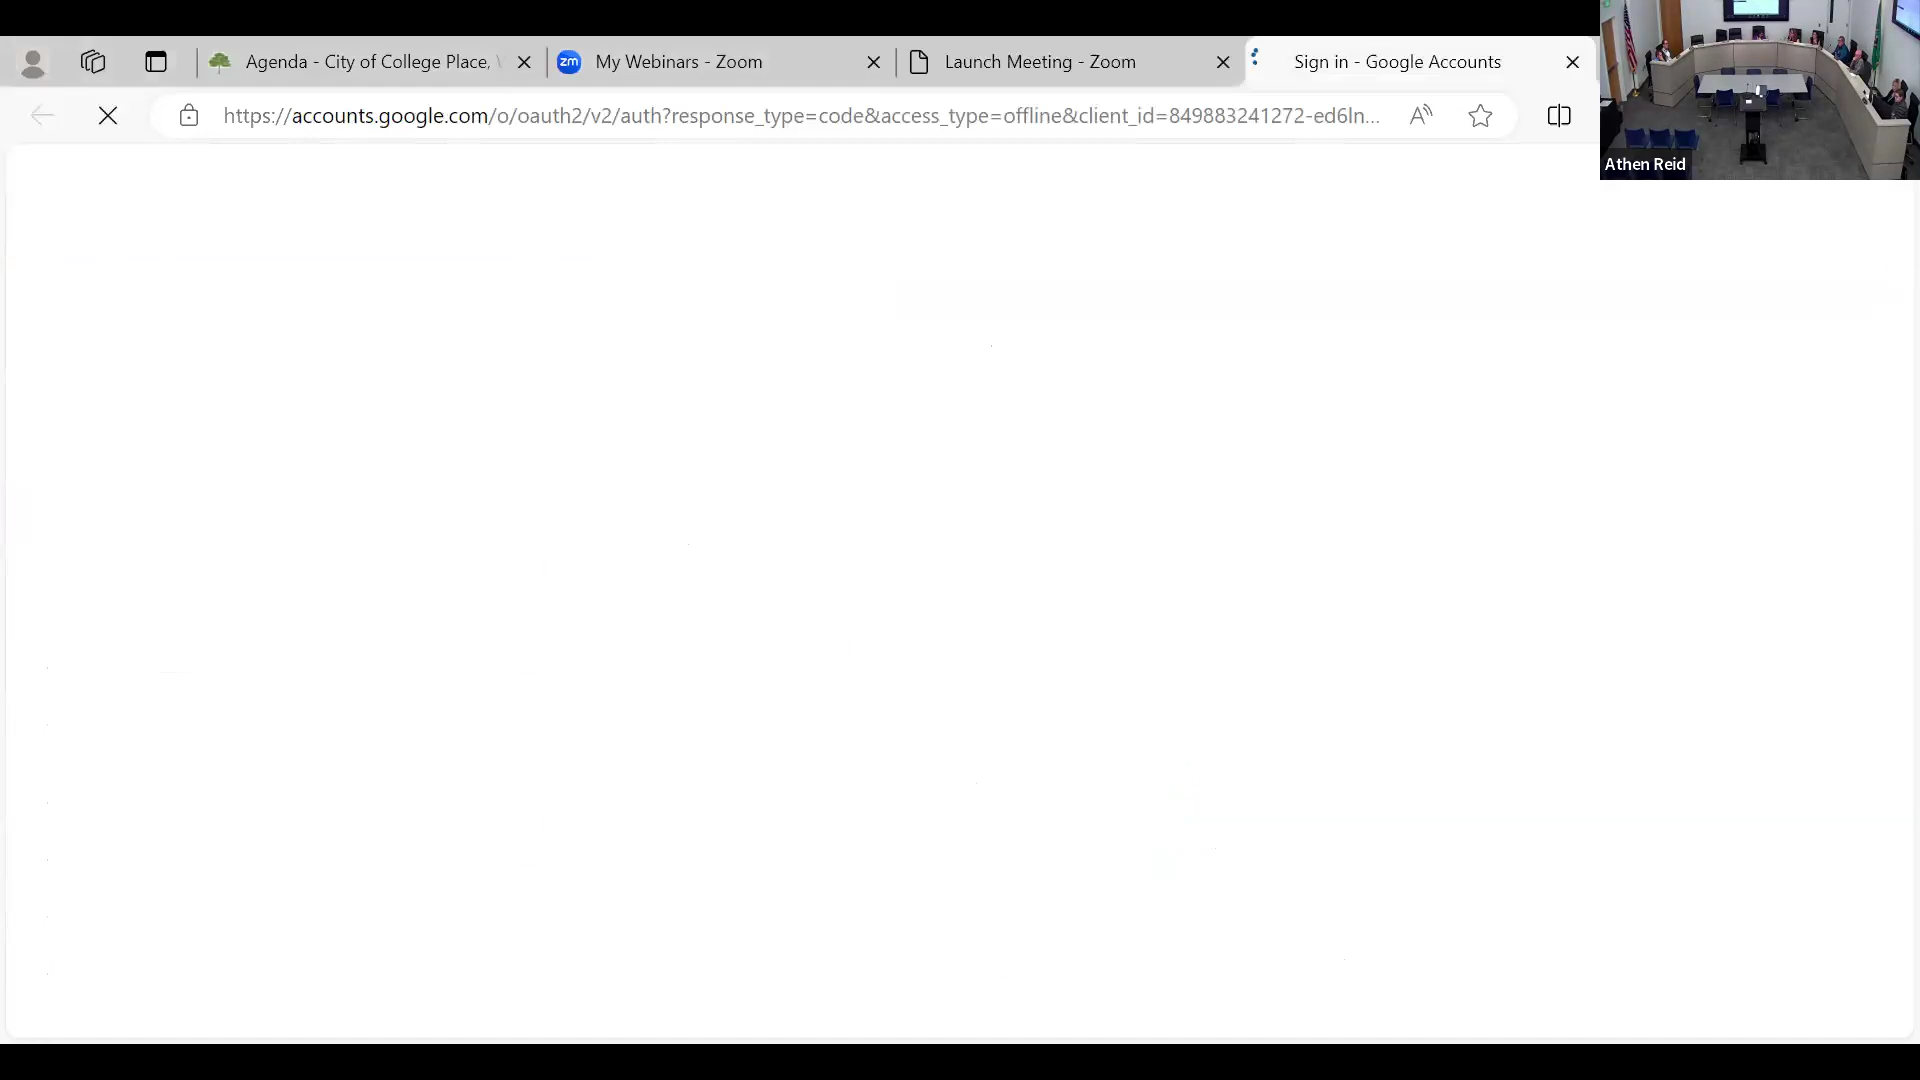 Agenda - City of College Place,
zm
My Webinars - Zoom
Launch Meeting - Zoom
Sign in - Google Accounts
https://accounts.google.com/o/oauth2/v2/auth?response_type=code&access_type=offline&client_id=849883241272-ed6ln...
Athen Reid